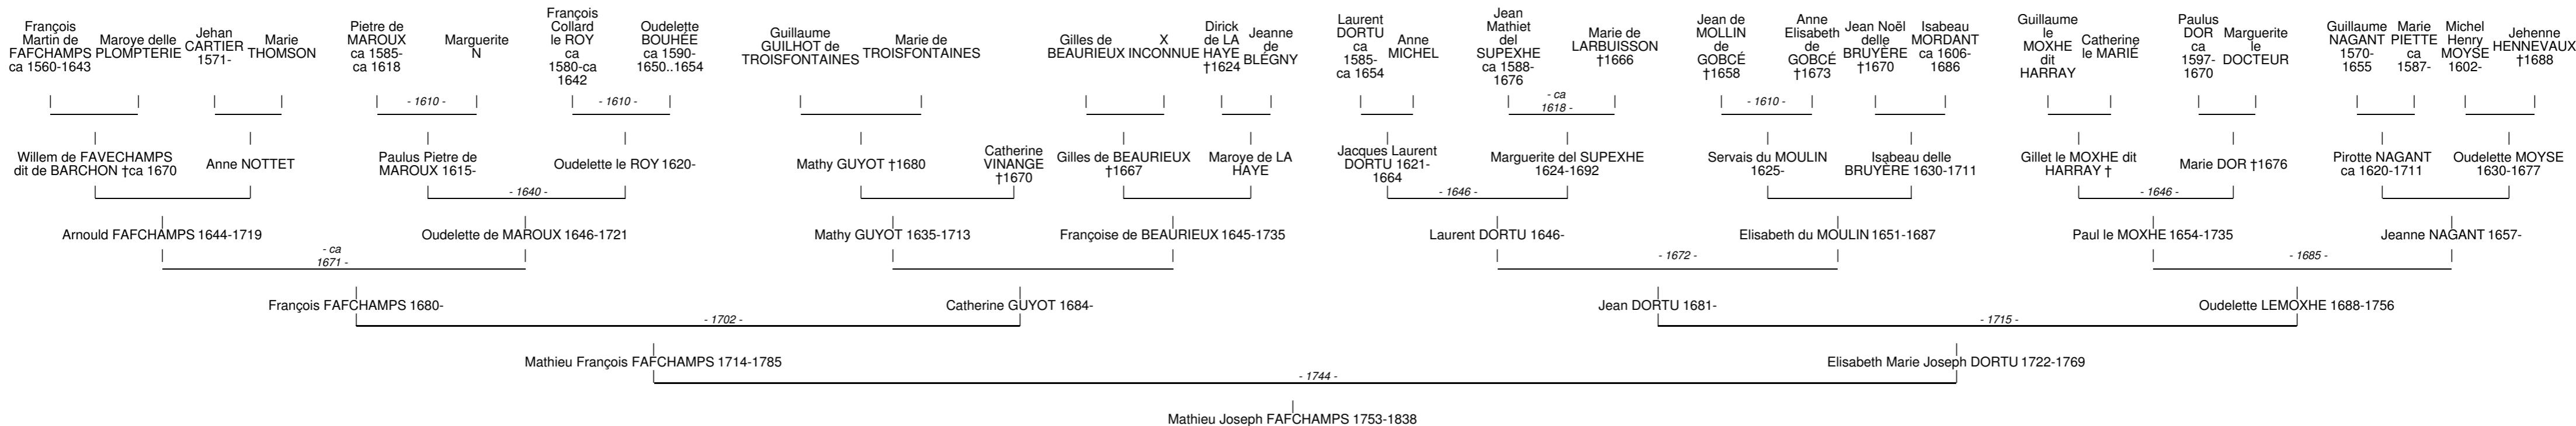 François
Martin de
FAFCHAMPS
ca 1560-1643
Maroye delle
PLOMPTERIE
Jehan
CARTIER
1571-
Marie
THOMSON
Pietre de
MAROUX
ca 1585-
ca 1618
Marguerite
N
François
Collard
le ROY
ca
1580-ca
1642
Oudelette
BOUHÉE
ca 1590-
1650..1654
Guillaume
GUILHOT de
TROISFONTAINES
Marie de
TROISFONTAINES
Gilles de
BEAURIEUX
X
INCONNUE
Dirick
de LA
HAYE
†1624
Jeanne
de
BLÉGNY
Laurent
DORTU
ca
1585-
ca 1654
Anne
MICHEL
Jean
Mathiet
del
SUPEXHE
ca 1588-
1676
Marie de
LARBUISSON
†1666
Jean de
MOLLIN
de
GOBCÉ
†1658
Anne
Elisabeth
de
GOBCÉ
†1673
Jean Noël
delle
BRUYÈRE
†1670
Isabeau
MORDANT
ca 1606-
1686
Guillaume
le
MOXHE
dit
HARRAY
Catherine
le MARIÉ
Paulus
DOR
ca
1597-
1670
Marguerite
le
DOCTEUR
Guillaume
NAGANT
1570-
1655
Marie
PIETTE
ca
1587-
Michel
Henry
MOYSE
1602-
Jehenne
HENNEVAUX
†1688
- 1610 -
- 1610 -
- ca
1618 -
- 1610 -
Willem de FAVECHAMPS
dit de BARCHON †ca 1670
Anne NOTTET
Paulus Pietre de
MAROUX 1615-
Oudelette le ROY 1620-
Mathy GUYOT †1680
Catherine
VINANGE
†1670
Gilles de BEAURIEUX
†1667
Maroye de LA
HAYE
Jacques Laurent
DORTU 1621-
1664
Marguerite del SUPEXHE
1624-1692
Servais du MOULIN
1625-
Isabeau delle
BRUYÈRE 1630-1711
Gillet le MOXHE dit
HARRAY †
Marie DOR †1676
Pirotte NAGANT
ca 1620-1711
Oudelette MOYSE
1630-1677
- 1640 -
- 1646 -
- 1646 -
Arnould FAFCHAMPS 1644-1719
Oudelette de MAROUX 1646-1721
Mathy GUYOT 1635-1713
Françoise de BEAURIEUX 1645-1735
Laurent DORTU 1646-
Elisabeth du MOULIN 1651-1687
Paul le MOXHE 1654-1735
Jeanne NAGANT 1657-
- ca
1671 -
- 1672 -
- 1685 -
François FAFCHAMPS 1680-
Catherine GUYOT 1684-
Jean DORTU 1681-
Oudelette LEMOXHE 1688-1756
- 1702 -
- 1715 -
Mathieu François FAFCHAMPS 1714-1785
Elisabeth Marie Joseph DORTU 1722-1769
- 1744 -
Mathieu Joseph FAFCHAMPS 1753-1838